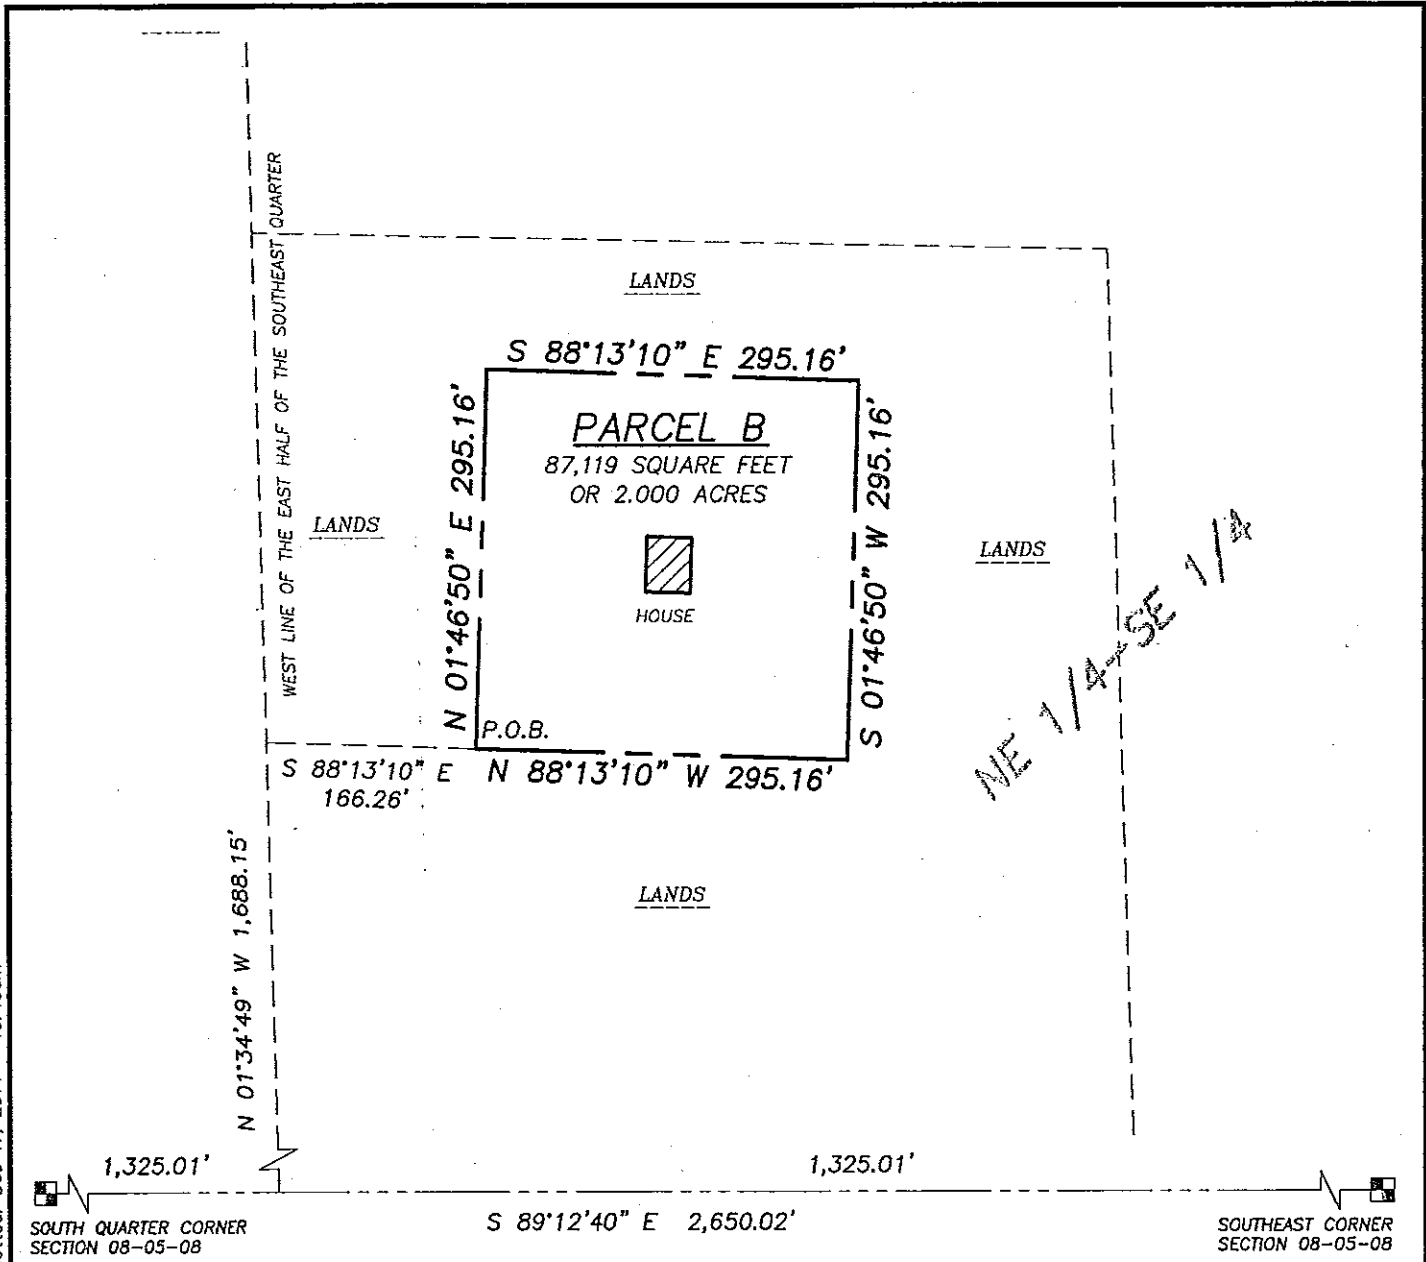 WEST LINE OF THE EAST HALF OF THE SOUTHEAST QUARTER
LANDS
S 88°13'10" E 295.16'
N 01°46'50" E 295.16'
PARCEL B
87,119 SQUARE FEET
OR 2.000 ACRES
S 01°46'50" W 295.16'
LANDS
LANDS
HOUSE
NE 1/4-SE 1/4
P.O.B.
S 88°13'10" E
166.26'
N 88°13'10" W 295.16'
LANDS
N 01°34'49" W 1,688.15'
1,325.01'
1,325.01'
S 89°12'40" E 2,650.02'
SOUTH QUARTER CORNER
SECTION 08-05-08
SOUTHEAST CORNER
SECTION 08-05-08